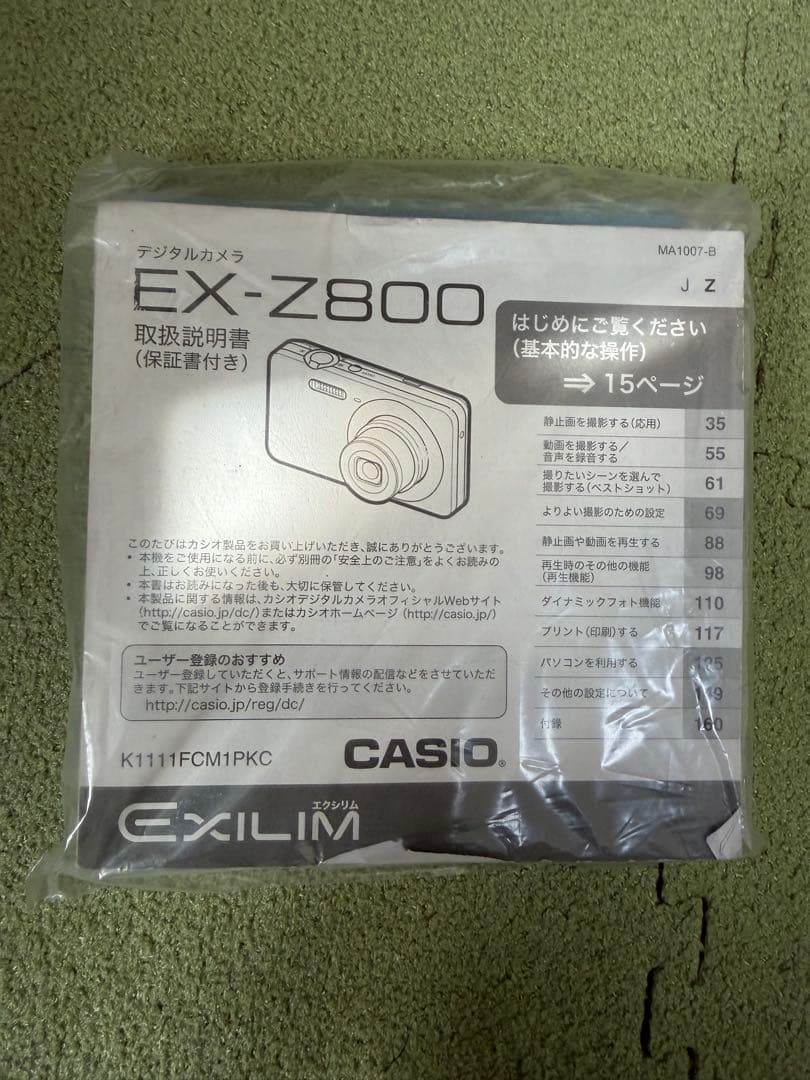 デジタルカメラ
EX-Z800
取扱説明書
(保証書付き)
MA1007-B
J Z
はじめにご覧ください
(基本的な操作)
⇒ 15ページ
静止画を撮影する(応用) 35
動画を撮影する/
音声を録音する 55
撮りたいシーンを選んで
撮影する(ベストショット) 61
よりよい撮影のための設定 69
静止画や動画を再生する 88
再生時のその他の機能
(再生機能) 98
ダイナミックフォト機能 110
プリント(印刷)する 117
パソコンを利用する 125
その他の設定について 149
付録 160
このたびはカシオ製品をお買い上げいただき、誠にありがとうございます。
• 本機をご使用になる前に、必ず別冊の「安全上のご注意」をよくお読みの
上、正しくお使いください。
• 本書はお読みになった後も、大切に保管してください。
• 本製品に関する情報は、カシオデジタルカメラオフィシャルWebサイト
(http://casio.jp/dc/)またはカシオホームページ(http://casio.jp/)
でご覧になることができます。
ユーザー登録のおすすめ
ユーザー登録していただくと、サポート情報の配信などをさせていただ
きます。下記サイトから登録手続きを行ってください。
http://casio.jp/reg/dc/
K1111FCM1PKC
CASIO®
エクシリム
EXILIM